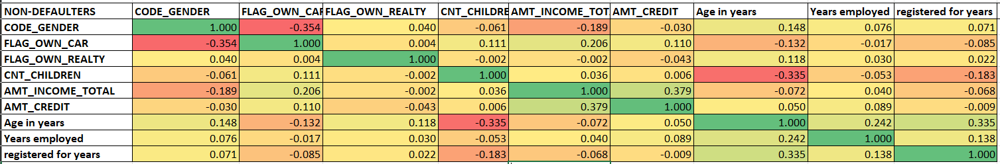 NON-DEFAULTERS CODE_GENDER FLAG_OWN_CAR FLAG_OWN_REALTY CNT_CHILDRE AMT_INCOME_TOT AMT_CREDIT Age in years Years employed registered for years
CODE_GENDER 1.000 -0.354 0.040 -0.061 -0.189 -0.030 0.148 0.076 0.071
FLAG_OWN_CAR -0.354 1.000 0.004 0.111 0.206 0.110 -0.132 -0.017 -0.085
FLAG_OWN_REALTY 0.040 0.004 1.000 -0.002 -0.002 -0.043 0.118 0.030 0.022
CNT_CHILDREN -0.061 0.111 -0.002 1.000 0.036 0.006 -0.335 -0.053 -0.183
AMT_INCOME_TOTAL -0.189 0.206 -0.002 0.036 1.000 0.379 -0.072 0.040 -0.068
AMT_CREDIT -0.030 0.110 -0.043 0.006 0.379 1.000 0.050 0.089 -0.009
Age in years 0.148 -0.132 0.118 -0.335 -0.072 0.050 1.000 0.242 0.335
Years employed 0.076 -0.017 0.030 -0.053 0.040 0.089 0.242 1.000 0.138
registered for years 0.071 -0.085 0.022 -0.183 -0.068 -0.009 0.335 0.138 1.000